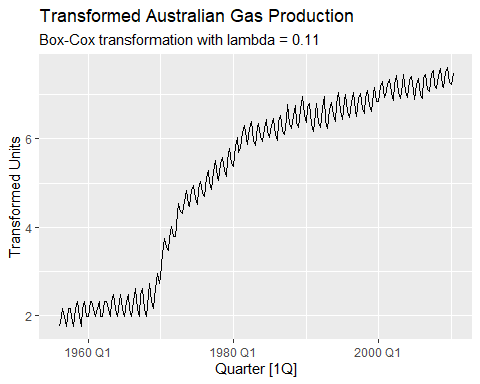 Transformed Australian Gas Production
Box-Cox transformation with lambda = 0.11
Transformed Units
6
4
2
1960 Q1
1980 Q1
2000 Q1
Quarter [1Q]